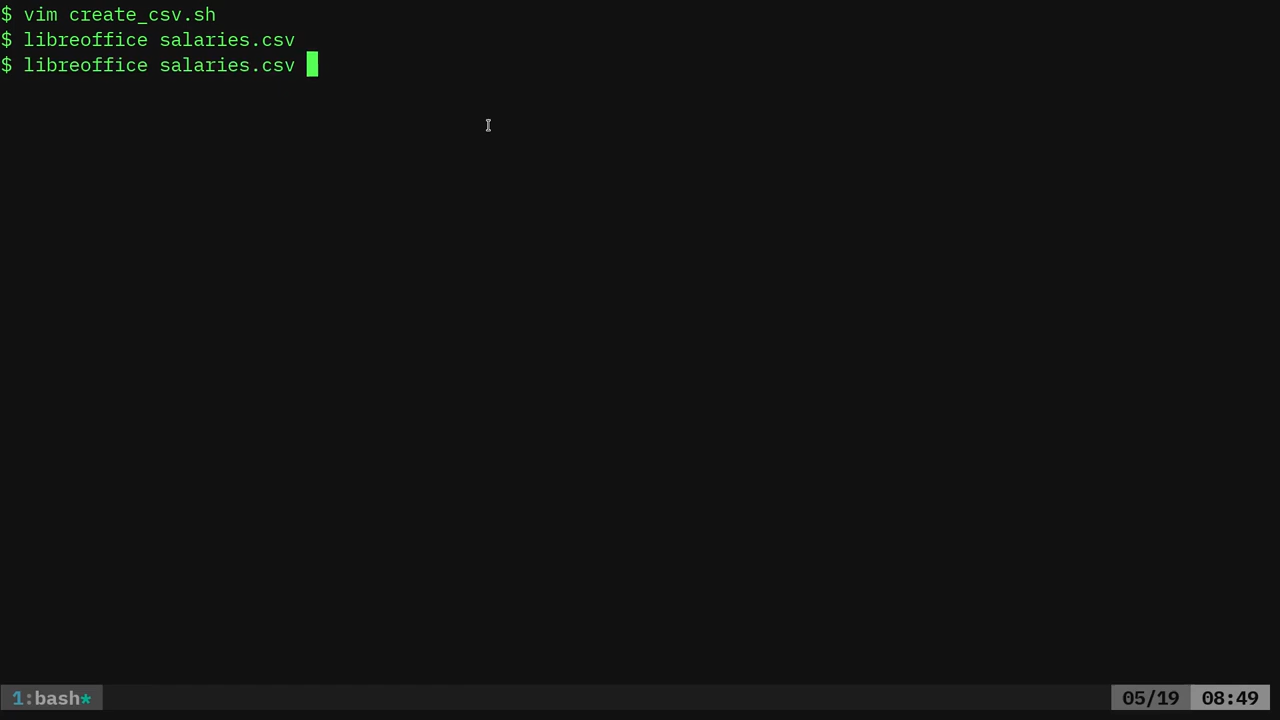 $ vim create_csv.sh
$ libreoffice salaries.csv
$ libreoffice salaries.csv
1:bash* 05/19 08:49